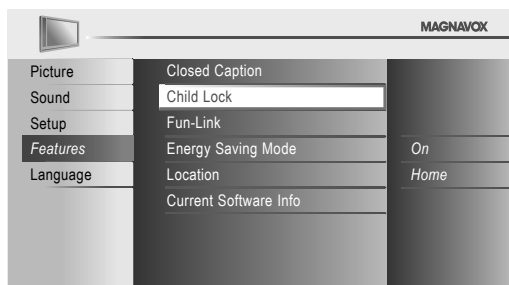 MAGNAVOX
Picture
Sound
Setup
Features
Language
Closed Caption
Child Lock
Fun-Link
Energy Saving Mode
Location
Current Software Info
On
Home